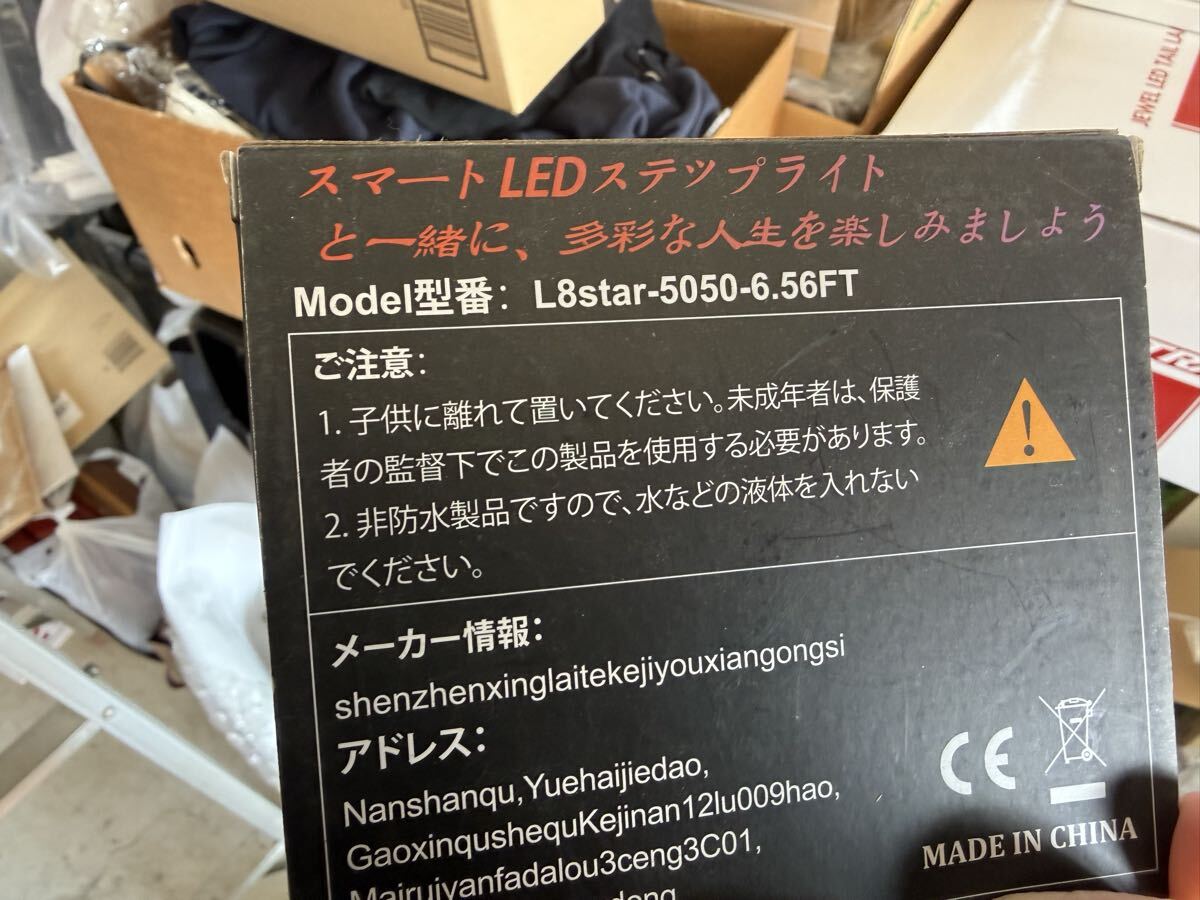 スマートLEDステップライト
と一緒に、多彩な人生を楽しみましょう
Model型番： L8star-5050-6.56FT
ご注意：
1. 子供に離れて置いてください。未成年者は、保護
者の監督下でこの製品を使用する必要があります。
2. 非防水製品ですので、水などの液体を入れない
でください。
メーカー情報：
shenzhenxinglaitekejiyouxiangongsi
アドレス：
Nanshanqu,Yuehaijiedao,
GaoxinqushequKejinan12lu009hao,
Mairuiyanfadalou3ceng3C01,
CE
MADE IN CHINA
JEWEL LED TAIL LA